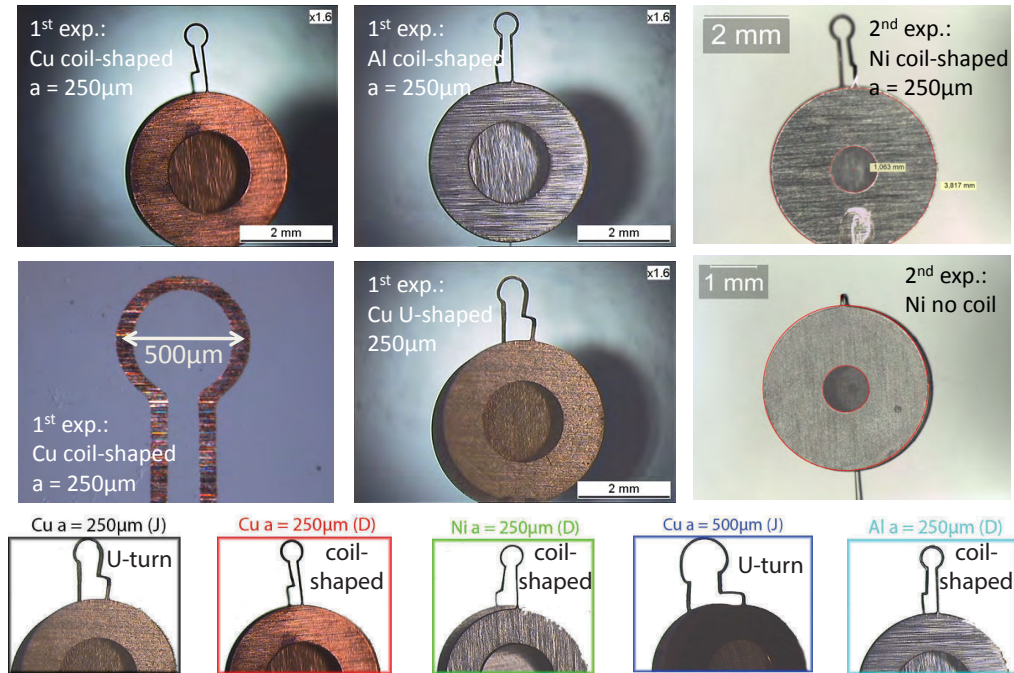 1st exp.:
Cu coil-shaped
a = 250μm
x1.6
2 mm
1st exp.:
Al coil-shaped
a = 250μm
x1.6
2 mm
2 mm
2nd exp.:
Ni coil-shaped
a = 250μm
1,063 mm
3,817 mm
500μm
1st exp.:
Cu coil-shaped
a = 250μm
1st exp.:
Cu U-shaped
250μm
x1.6
2 mm
1 mm
2nd exp.:
Ni no coil
Cu a = 250μm (J)
U-turn
Cu a = 250μm (D)
coil-
shaped
Ni a = 250μm (D)
coil-
shaped
Cu a = 500μm (J)
U-turn
Al a = 250μm (D)
coil-
shaped